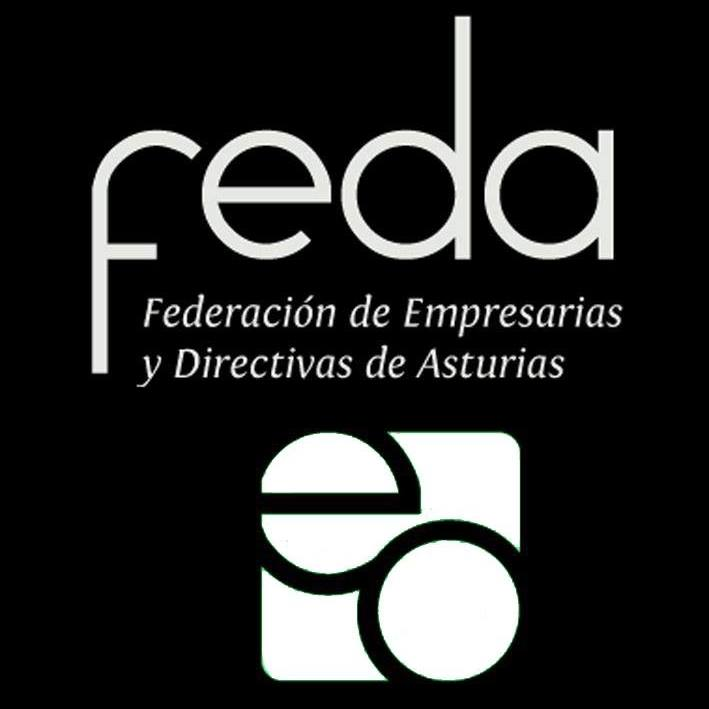 feda
Federación de Empresarias
y Directivas de Asturias